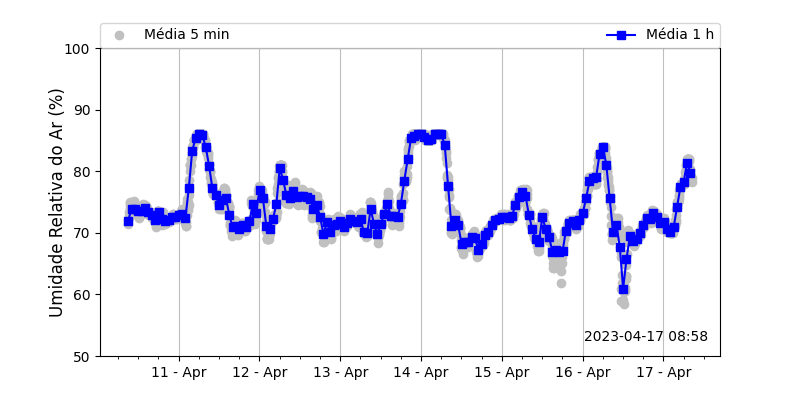 Média 5 min
Média 1 h
Umidade Relativa do Ar (%)
100
90
80
70
60
50
2023-04-17 08:58
11 - Apr
12 - Apr
13 - Apr
14 - Apr
15 - Apr
16 - Apr
17 - Apr